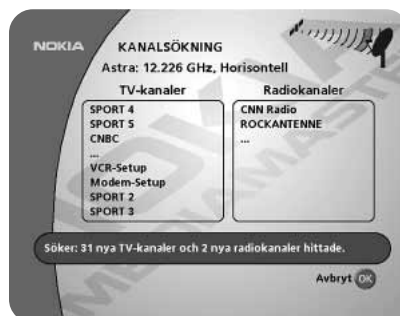 NOKIA
KANALSÖKNING
Astra: 12.226 GHz, Horisontell
TV-kanaler
SPORT 4
SPORT 5
CNBC
...
VCR-Setup
Modem-Setup
SPORT 2
SPORT 3
Radiokanaler
CNN Radio
ROCKANTENNE
...
Söker: 31 nya TV-kanaler och 2 nya radiokanaler hittade.
Avbryt OK
NOKIA
MEDIAMASTER